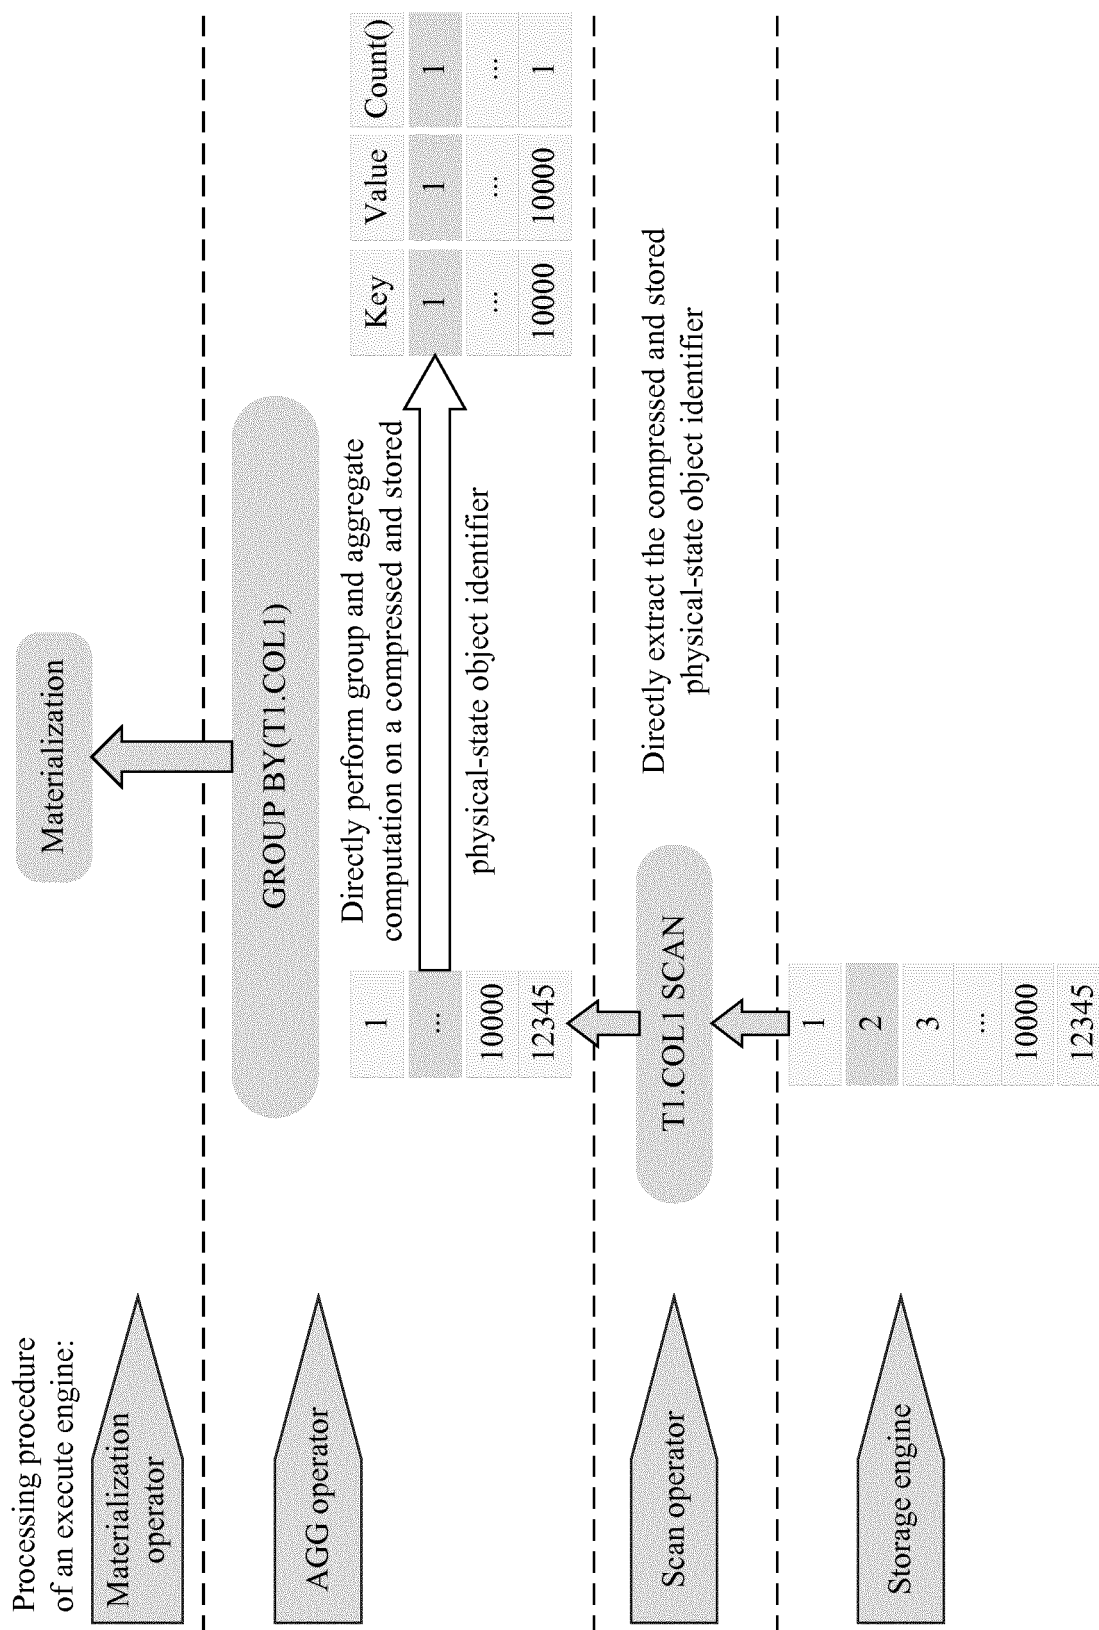 Processing procedure
of an execute engine:
Materialization
operator
Materialization
AGG operator
GROUP BY(T1.COL1)
Directly perform group and aggregate
computation on a compressed and stored
physical-state object identifier
1
...
10000
12345
Key Value Count()
1 1 1
... ... ...
10000 10000 1
Scan operator
T1.COL1 SCAN
Directly extract the compressed and stored
physical-state object identifier
Storage engine
1
2
3
...
10000
12345